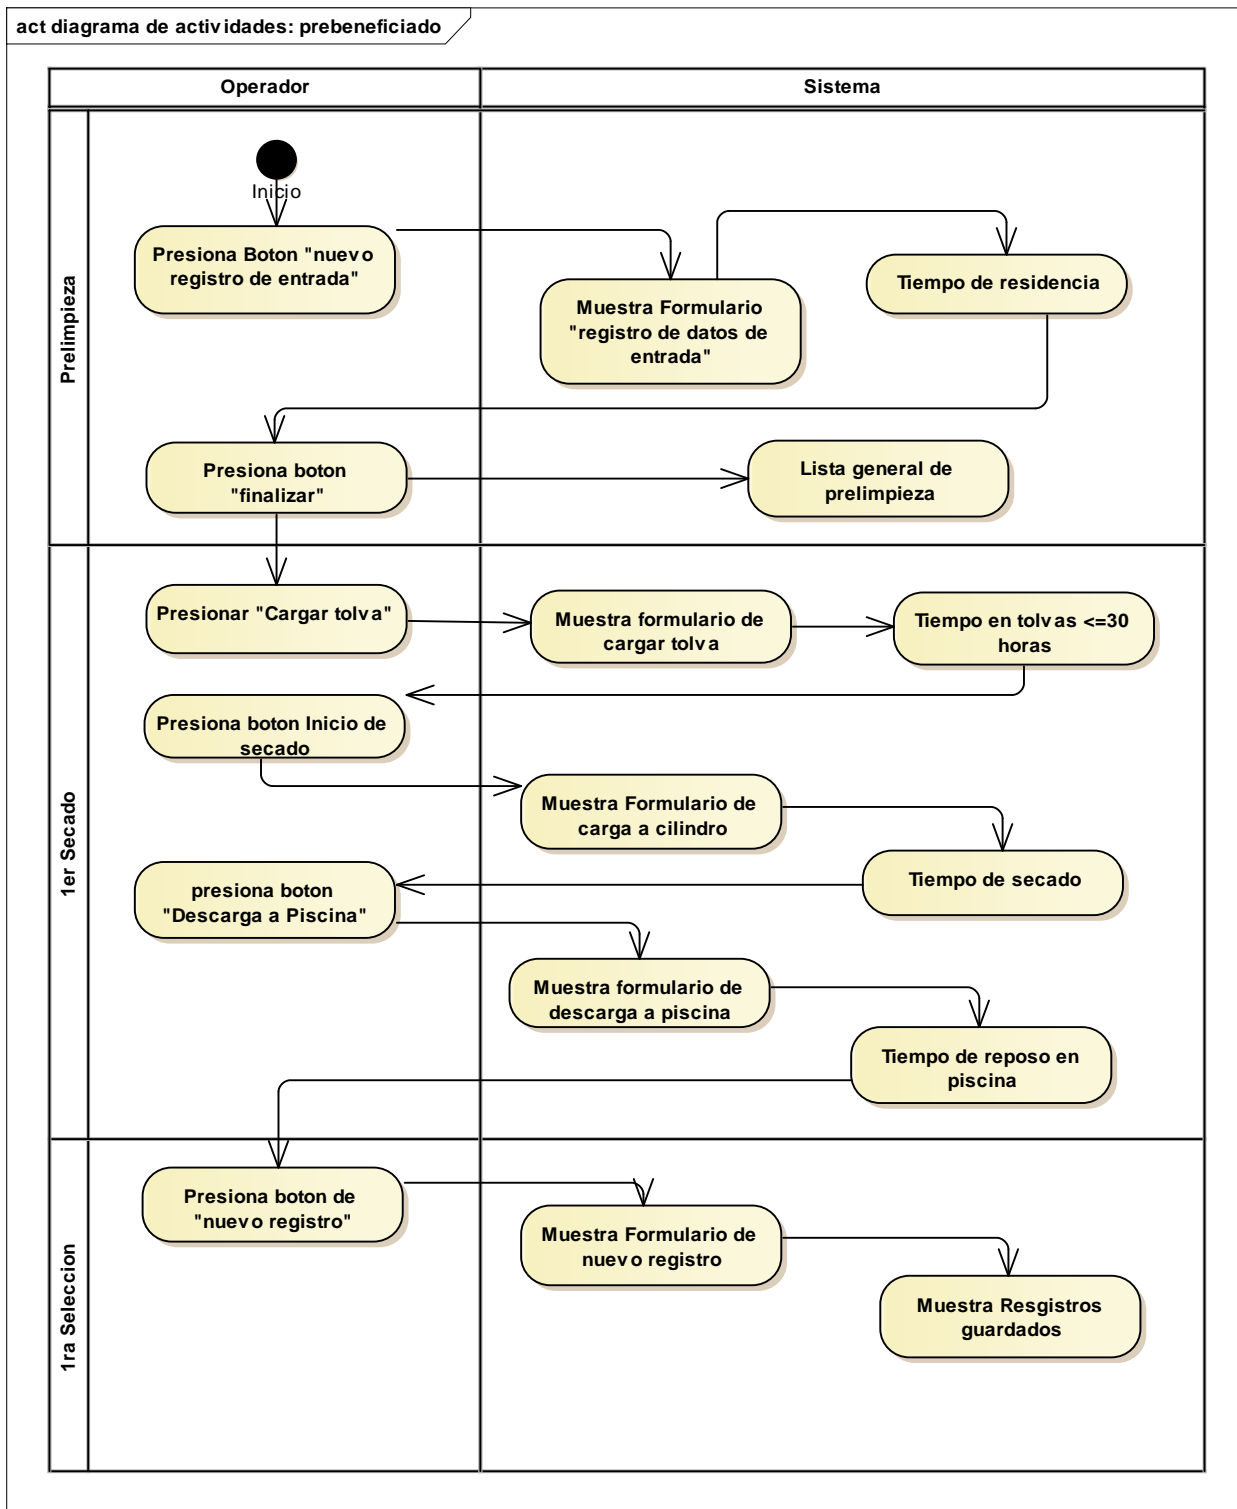 act diagrama de actividades: prebeneficiado
Operador
Sistema
Prelimpieza
Inicio
Presiona Boton "nuevo
registro de entrada"
Muestra Formulario
"registro de datos de
entrada"
Tiempo de residencia
Presiona boton
"finalizar"
Lista general de
prelimpieza
1er Secado
Presionar "Cargar tolva"
Muestra formulario de
cargar tolva
Tiempo en tolvas <=30
horas
Presiona boton Inicio de
secado
Muestra Formulario de
carga a cilindro
Tiempo de secado
presiona boton
"Descarga a Piscina"
Muestra formulario de
descarga a piscina
Tiempo de reposo en
piscina
1ra Seleccion
Presiona boton de
"nuevo registro"
Muestra Formulario de
nuevo registro
Muestra Resgistros
guardados